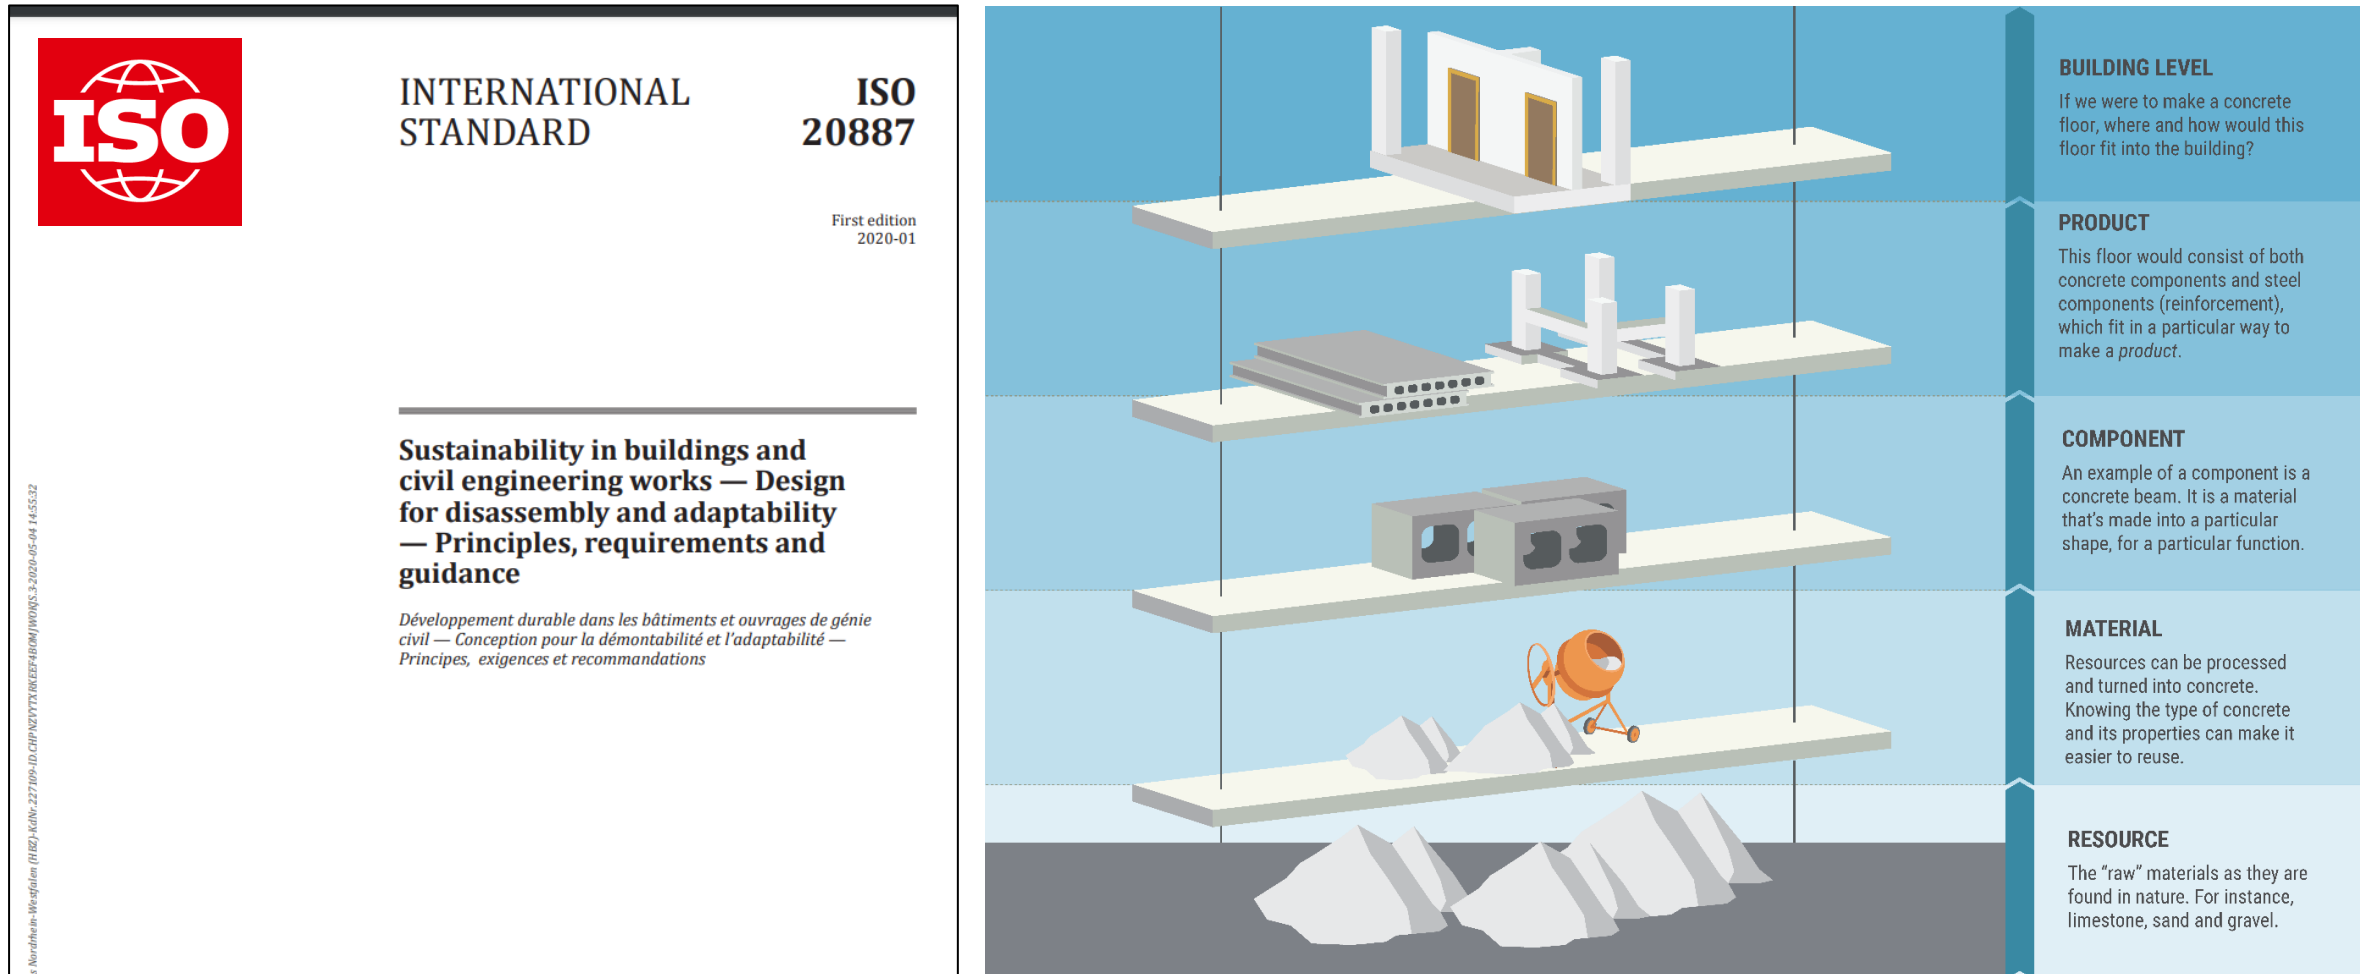 ISO
INTERNATIONAL
STANDARD
ISO
20887
First edition
2020-01
Sustainability in buildings and
civil engineering works — Design
for disassembly and adaptability
— Principles, requirements and
guidance
Développement durable dans les bâtiments et ouvrages de génie
civil — Conception pour la démontabilité et l'adaptabilité —
Principes, exigences et recommandations
BUILDING LEVEL
If we were to make a concrete
floor, where and how would this
floor fit into the building?
PRODUCT
This floor would consist of both
concrete components and steel
components (reinforcement),
which fit in a particular way to
make a product.
COMPONENT
An example of a component is a
concrete beam. It is a material
that's made into a particular
shape, for a particular function.
MATERIAL
Resources can be processed
and turned into concrete.
Knowing the type of concrete
and its properties can make it
easier to reuse.
RESOURCE
The “raw” materials as they are
found in nature. For instance,
limestone, sand and gravel.